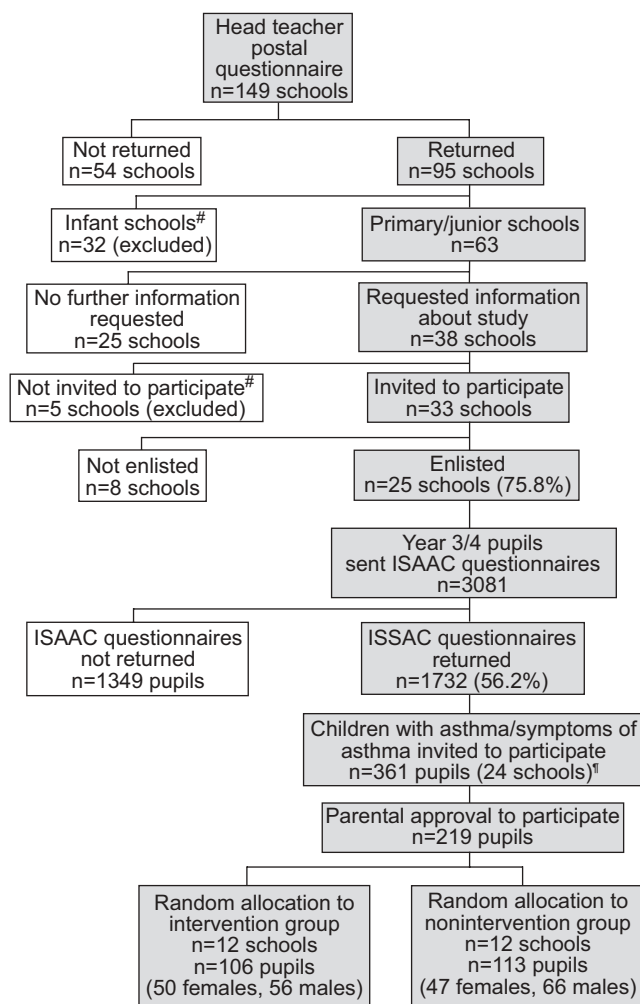 Head teacher
postal
questionnaire
n=149 schools
Not returned
n=54 schools
Returned
n=95 schools
Infant schools#
n=32 (excluded)
Primary/junior schools
n=63
No further information
requested
n=25 schools
Requested information
about study
n=38 schools
Not invited to participate#
n=5 schools (excluded)
Invited to participate
n=33 schools
Not enlisted
n=8 schools
Enlisted
n=25 schools (75.8%)
Year 3/4 pupils
sent ISAAC questionnaires
n=3081
ISAAC questionnaires
not returned
n=1349 pupils
ISSAC questionnaires
returned
n=1732 (56.2%)
Children with asthma/symptoms of
asthma invited to participate
n=361 pupils (24 schools)¶
Parental approval to participate
n=219 pupils
Random allocation to
intervention group
n=12 schools
n=106 pupils
(50 females, 56 males)
Random allocation to
nonintervention group
n=12 schools
n=113 pupils
(47 females, 66 males)